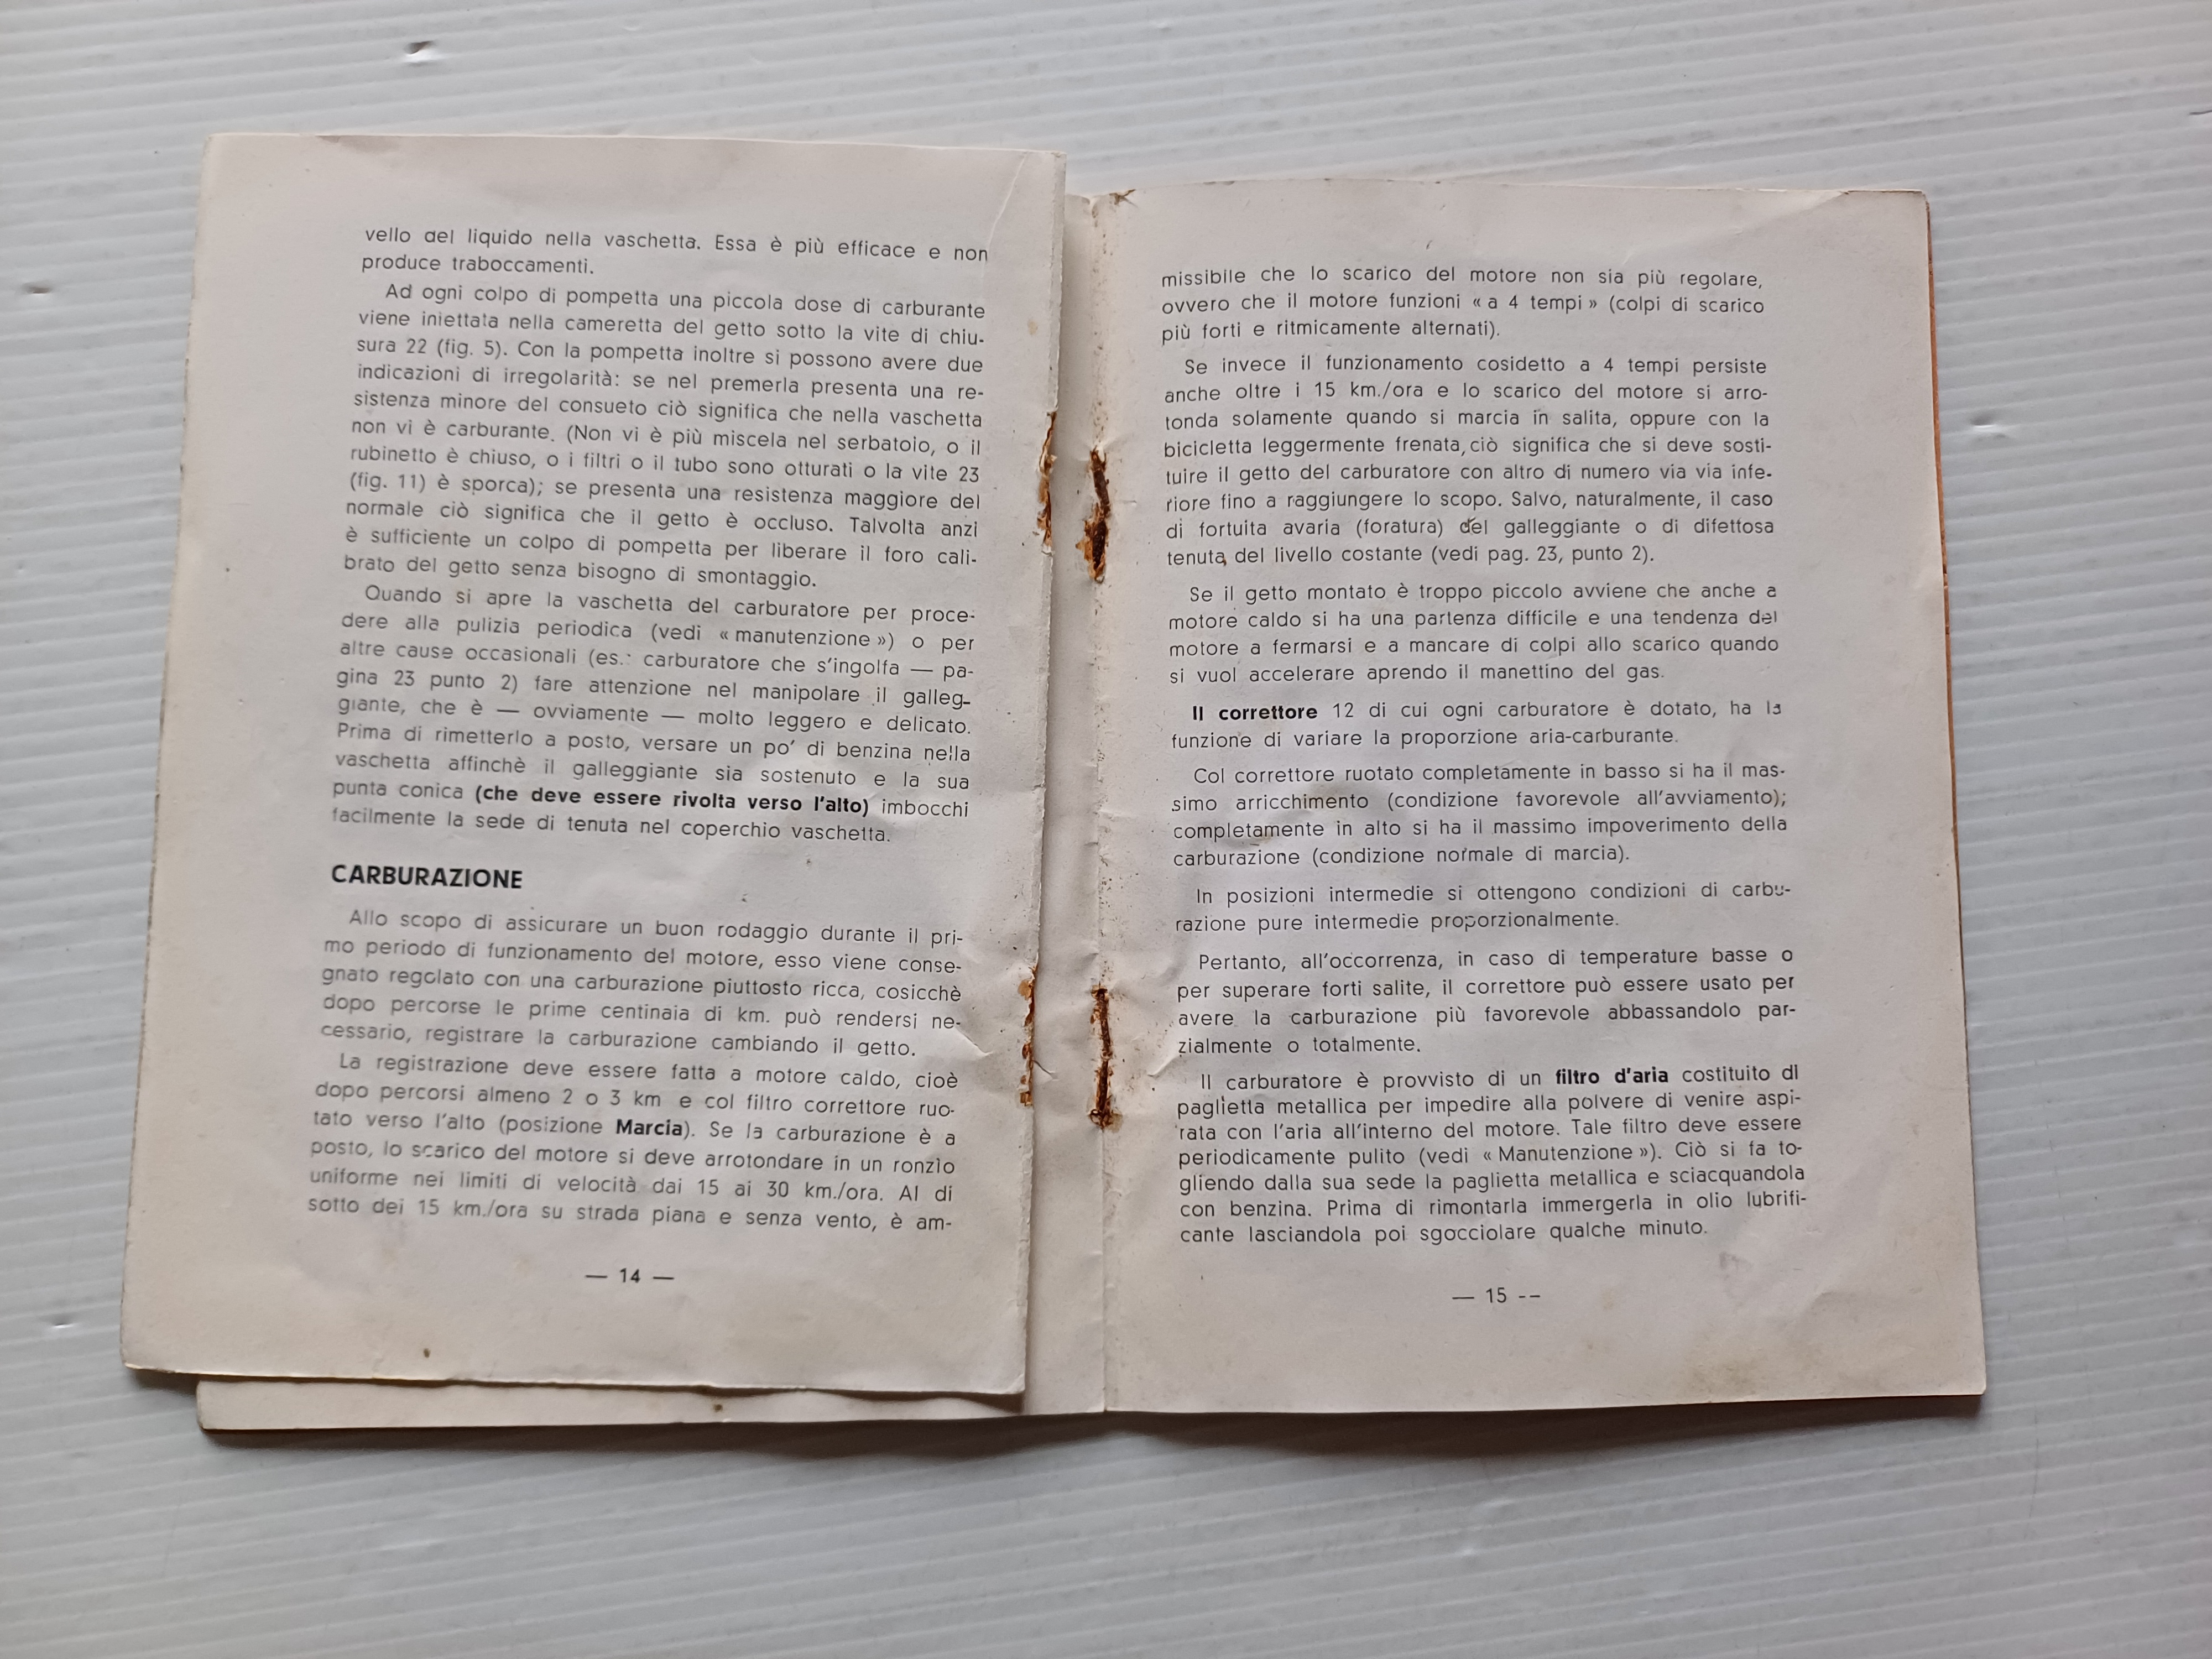 vello del liquido nella vaschetta. Essa è più efficace e non
produce traboccamenti.
Ad ogni colpo di pompetta una piccola dose di carburante
viene iniettata nella cameretta del getto sotto la vite di chiu-
sura 22 (fig. 5). Con la pompetta inoltre si possono avere due
indicazioni di irregolarità: se nel premerla presenta una re-
sistenza minore del consueto ciò significa che nella vaschetta
non vi è carburante. (Non vi è più miscela nel serbatoio, o il
rubinetto è chiuso, o i filtri o il tubo sono otturati o la vite 23
(fig. 11) è sporca); se presenta una resistenza maggiore del
normale ciò significa che il getto è occluso. Talvolta anzi
è sufficiente un colpo di pompetta per liberare il foro cali-
brato del getto senza bisogno di smontaggio.
Quando si apre la vaschetta del carburatore per proce-
dere alla pulizia periodica (vedi « manutenzione ») o per
altre cause occasionali (es.: carburatore che s'ingolfa — pa-
gina 23 punto 2) fare attenzione nel manipolare il galleg-
giante, che è — ovviamente — molto leggero e delicato.
Prima di rimetterlo a posto, versare un po' di benzina nella
vaschetta affinchè il galleggiante sia sostenuto e la sua
punta conica (che deve essere rivolta verso l'alto) imbocchi
facilmente la sede di tenuta nel coperchio vaschetta.
CARBURAZIONE
Allo scopo di assicurare un buon rodaggio durante il pri-
mo periodo di funzionamento del motore, esso viene conse-
gnato regolato con una carburazione piuttosto ricca, cosicchè
dopo percorse le prime centinaia di km. può rendersi ne-
cessario, registrare la carburazione cambiando il getto.
La registrazione deve essere fatta a motore caldo, cioè
dopo percorsi almeno 2 o 3 km e col filtro correttore ruo-
tato verso l'alto (posizione Marcia). Se la carburazione è a
posto, lo scarico del motore si deve arrotondare in un ronzìo
uniforme nei limiti di velocità dai 15 ai 30 km./ora. Al di
sotto dei 15 km./ora su strada piana e senza vento, è am-
— 14 —
missibile che lo scarico del motore non sia più regolare,
ovvero che il motore funzioni « a 4 tempi » (colpi di scarico
più forti e ritmicamente alternati).
Se invece il funzionamento cosidetto a 4 tempi persiste
anche oltre i 15 km./ora e lo scarico del motore si arro-
tonda solamente quando si marcia in salita, oppure con la
bicicletta leggermente frenata, ciò significa che si deve sosti-
tuire il getto del carburatore con altro di numero via via infe-
riore fino a raggiungere lo scopo. Salvo, naturalmente, il caso
di fortuita avaria (foratura) del galleggiante o di difettosa
tenuta del livello costante (vedi pag. 23, punto 2).
Se il getto montato è troppo piccolo avviene che anche a
motore caldo si ha una partenza difficile e una tendenza del
motore a fermarsi e a mancare di colpi allo scarico quando
si vuol accelerare aprendo il manettino del gas.
Il correttore 12 di cui ogni carburatore è dotato, ha la
funzione di variare la proporzione aria-carburante.
Col correttore ruotato completamente in basso si ha il mas-
simo arricchimento (condizione favorevole all'avviamento);
completamente in alto si ha il massimo impoverimento della
carburazione (condizione normale di marcia).
In posizioni intermedie si ottengono condizioni di carbu-
razione pure intermedie proporzionalmente.
Pertanto, all'occorrenza, in caso di temperature basse o
per superare forti salite, il correttore può essere usato per
avere la carburazione più favorevole abbassandolo par-
zialmente o totalmente.
Il carburatore è provvisto di un filtro d'aria costituito di
paglietta metallica per impedire alla polvere di venire aspi-
rata con l'aria all'interno del motore. Tale filtro deve essere
periodicamente pulito (vedi « Manutenzione »). Ciò si fa to-
gliendo dalla sua sede la paglietta metallica e sciacquandola
con benzina. Prima di rimontarla immergerla in olio lubrifi-
cante lasciandola poi sgocciolare qualche minuto.
— 15 --